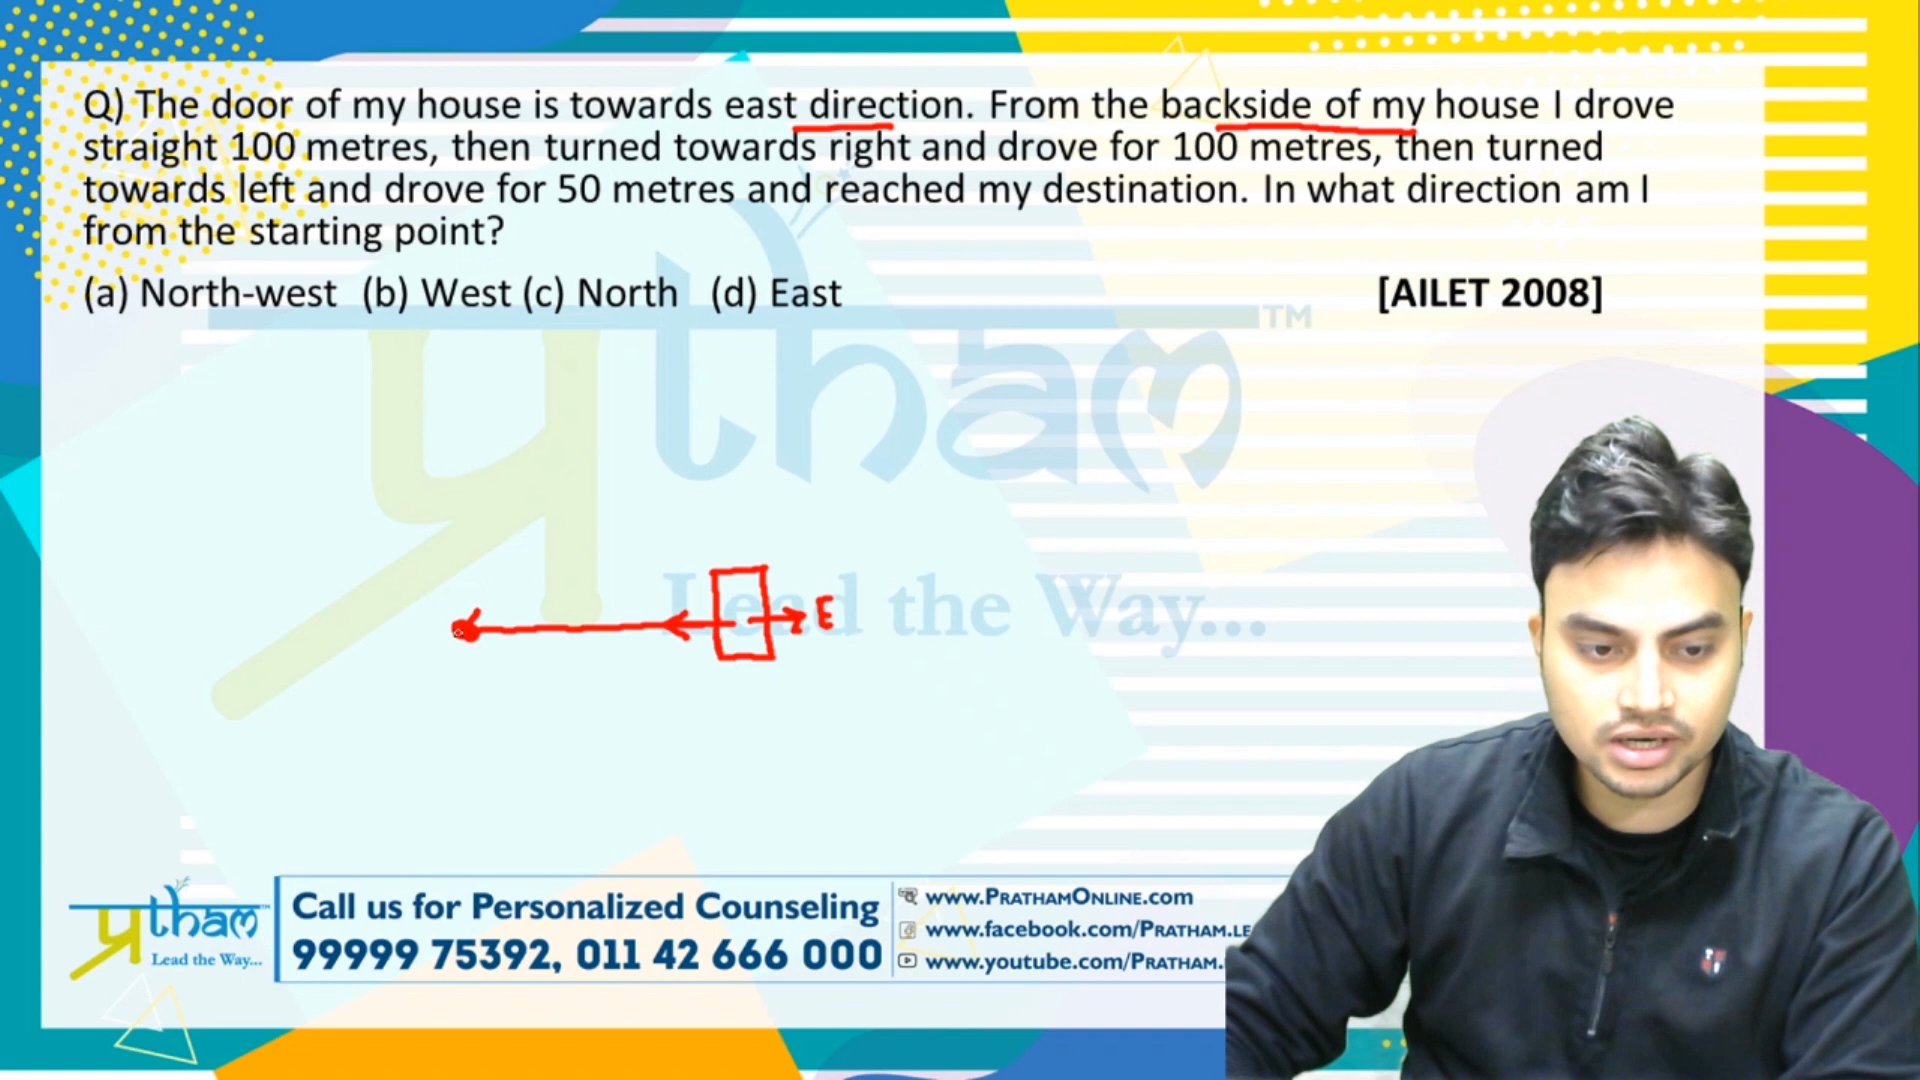 Q) The door of my house is towards east direction. From the backside of my house I drove
straight 100 metres, then turned towards right and drove for 100 metres, then turned
towards left and drove for 50 metres and reached my destination. In what direction am I
from the starting point?
(a) North-west (b) West (c) North (d) East [AILET 2008]
प्रtham TM
Lead the Way...
E
प्रtham
Lead the Way...
Call us for Personalized Counseling
99999 75392, 011 42 666 000
www.PrathamOnline.com
www.facebook.com/Pratham.le
www.youtube.com/Pratham.